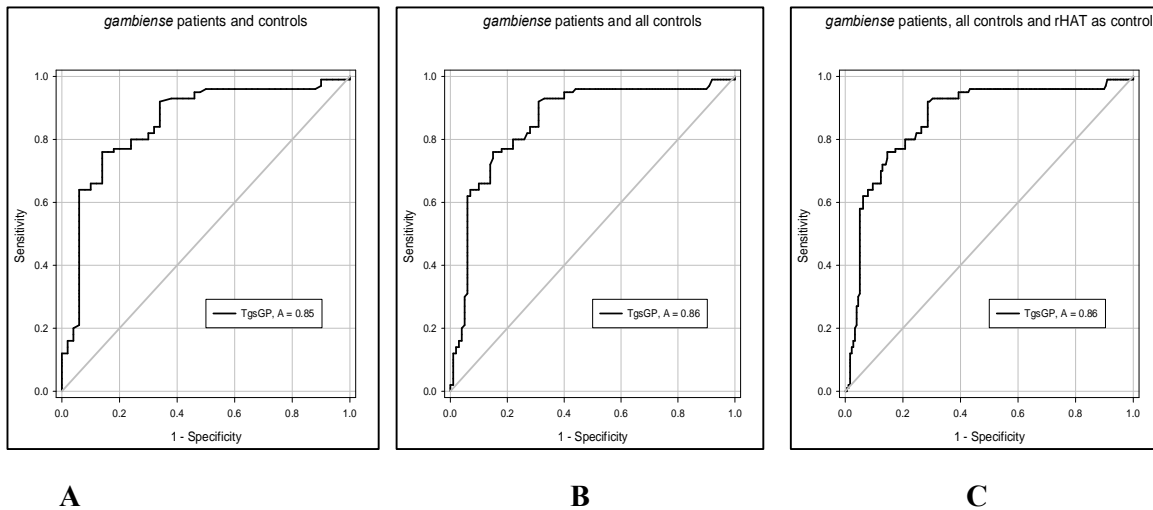 gambiense patients and controls
1.0
0.8
0.6
0.4
0.2
0.0
Sensitivity
TgsGP, A = 0.85
0.0 0.2 0.4 0.6 0.8 1.0
1 - Specificity
A
gambiense patients and all controls
1.0
0.8
0.6
0.4
0.2
0.0
Sensitivity
TgsGP, A = 0.86
0.0 0.2 0.4 0.6 0.8 1.0
1 - Specificity
B
gambiense patients, all controls and rHAT as control
1.0
0.8
0.6
0.4
0.2
0.0
Sensitivity
TgsGP, A = 0.86
0.0 0.2 0.4 0.6 0.8 1.0
1 - Specificity
C